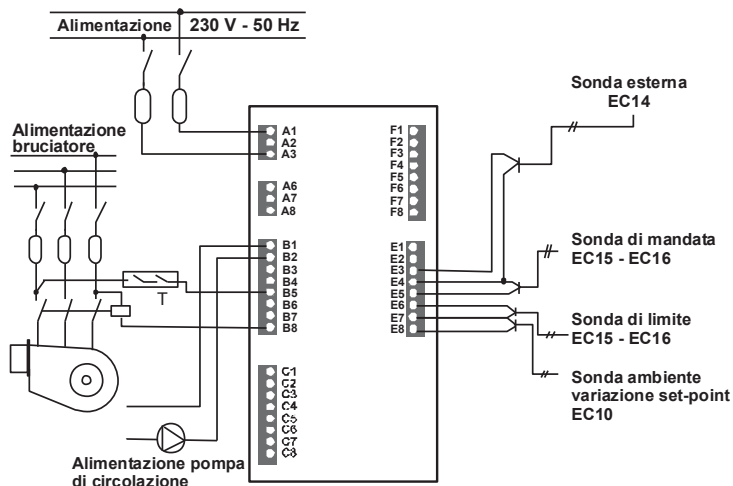 Alimentazione 230 V - 50 Hz
Sonda esterna
EC14
Alimentazione
bruciatore
A1
A2
A3
A6
A7
A8
B1
B2
B3
B4
B5
B6
B7
B8
C1
C2
C3
C4
C5
C6
C7
C8
F1
F2
F3
F4
F5
F6
F7
F8
E1
E2
E3
E4
E5
E6
E7
E8
T
Sonda di mandata
EC15 - EC16
Sonda di limite
EC15 - EC16
Sonda ambiente
variazione set-point
EC10
Alimentazione pompa
di circolazione